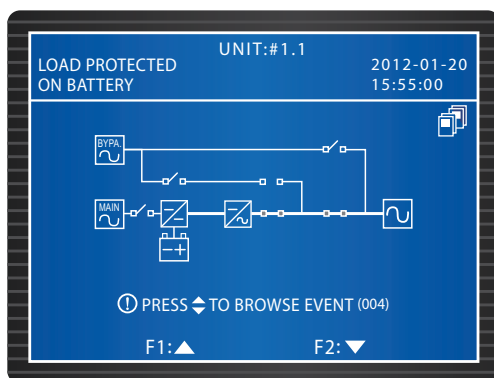 UNIT:#1.1
LOAD PROTECTED
ON BATTERY
2012-01-20
15:55:00
BYPA.
MAIN
PRESS TO BROWSE EVENT (004)
F1:▲ F2:▼